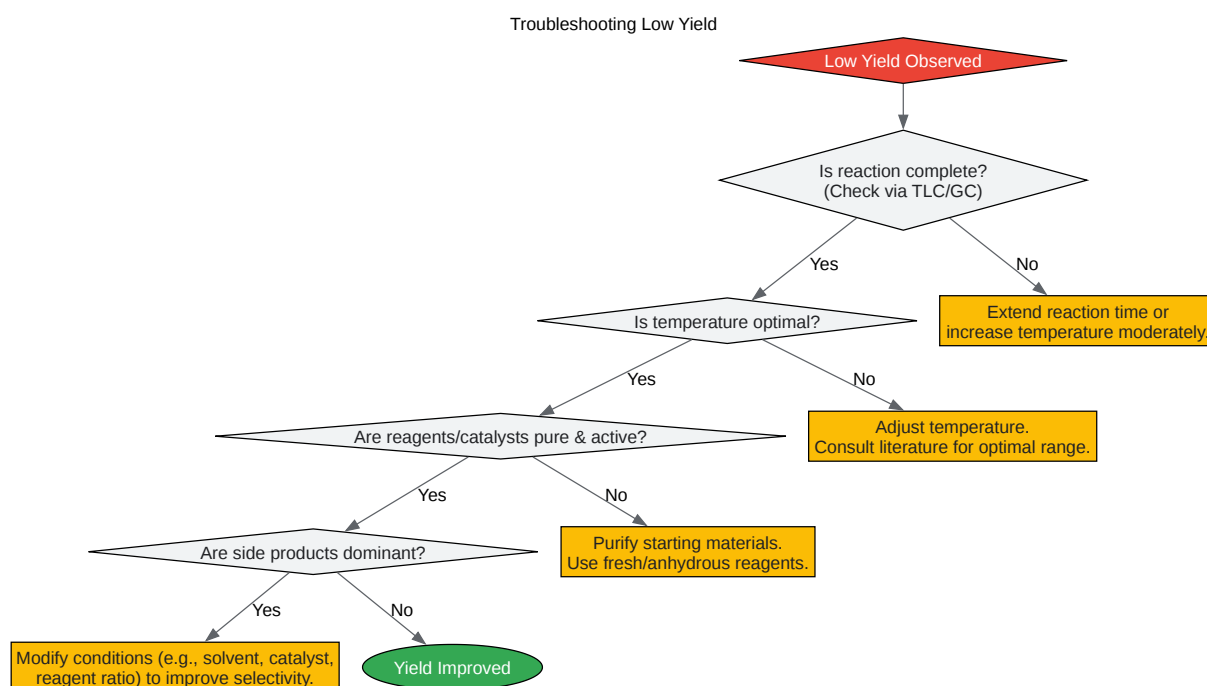 Troubleshooting Low Yield
Low Yield Observed
Is reaction complete?
(Check via TLC/GC)
Yes
No
Is temperature optimal?
Extend reaction time or
increase temperature moderately.
Yes
No
Are reagents/catalysts pure & active?
Adjust temperature.
Consult literature for optimal range.
Yes
No
Are side products dominant?
Purify starting materials.
Use fresh/anhydrous reagents.
Yes
No
Modify conditions (e.g., solvent, catalyst,
reagent ratio) to improve selectivity.
Yield Improved